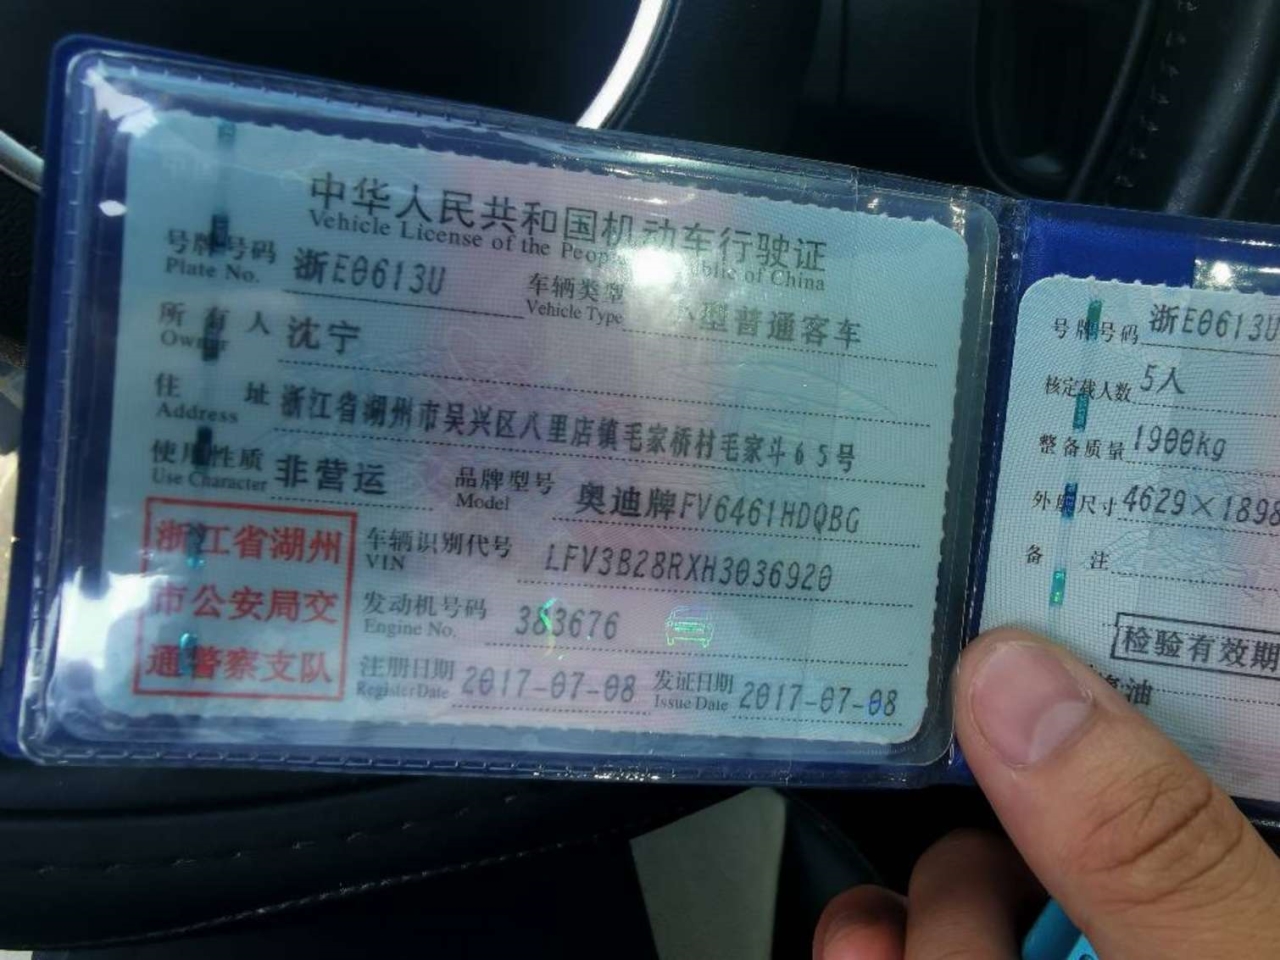 中华人民共和国机动车行驶证
Vehicle License of the People's Republic of China
号牌号码 浙E0613U 车辆类型 型普通客车
Plate No. Vehicle Type
所有人 沈宁
Owner
住址 浙江省湖州市吴兴区八里店镇毛家桥村毛家斗65号
Address
使用性质 非营运 品牌型号 奥迪牌FV6461HDQBG
Use Character Model
浙江省湖州
市公安局交
通警察支队
车辆识别代号 LFV3B28RXH3036920
VIN
发动机号码 383676
Engine No.
注册日期 2017-07-08 发证日期 2017-07-08
Register Date Issue Date
号牌号码 浙E0613U
核定载人数 5人
整备质量 1900kg
外廓尺寸 4629×1898
备注
检验有效期
汽油